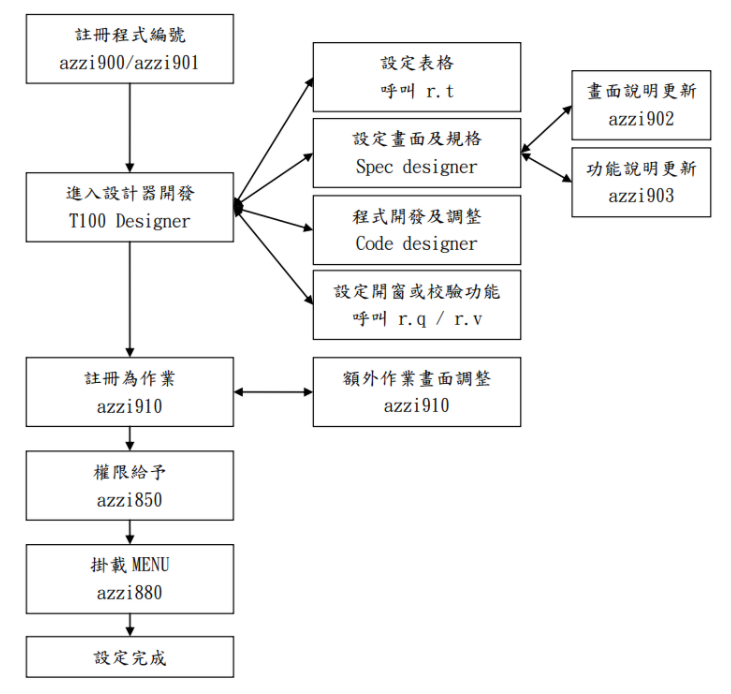 註冊程式編號
azzi900/azzi901
設定表格
呼叫 r.t
畫面說明更新
azzi902
設定畫面及規格
Spec designer
功能說明更新
azzi903
進入設計器開發
T100 Designer
程式開發及調整
Code designer
設定開窗或校驗功能
呼叫 r.q / r.v
註冊為作業
azzi910
額外作業畫面調整
azzi910
權限給予
azzi850
掛載 MENU
azzi880
設定完成